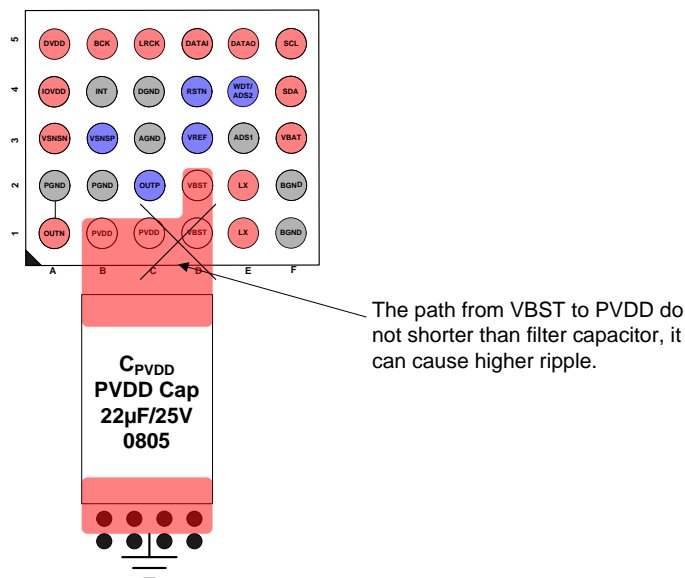 5 DVDD BCK LRCK DATAI DATAO SCL
4 IOVDD INT DGND RSTN WDT/ADS2 SDA
3 VSNSN VSNSP AGND VREF ADS1 VBAT
2 PGND PGND OUTP VBST LX BGND
1 OUTN PVDD PVDD VBST LX BGND
A B C D E F
The path from VBST to PVDD do
not shorter than filter capacitor, it
can cause higher ripple.
CPVDD
PVDD Cap
22μF/25V
0805